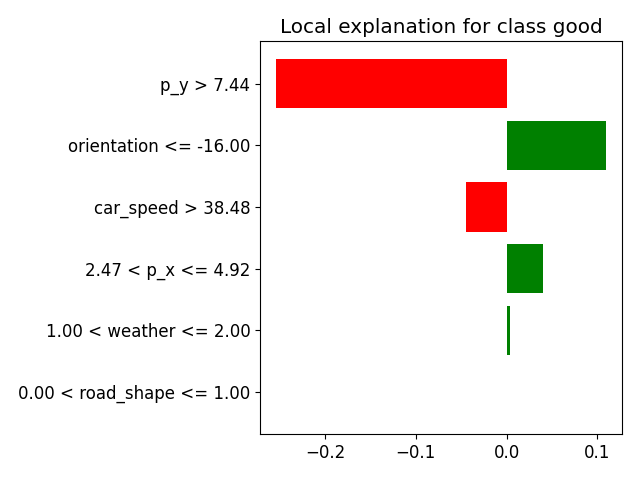 Local explanation for class good
p_y > 7.44
orientation <= -16.00
car_speed > 38.48
2.47 < p_x <= 4.92
1.00 < weather <= 2.00
0.00 < road_shape <= 1.00
−0.2 −0.1 0.0 0.1